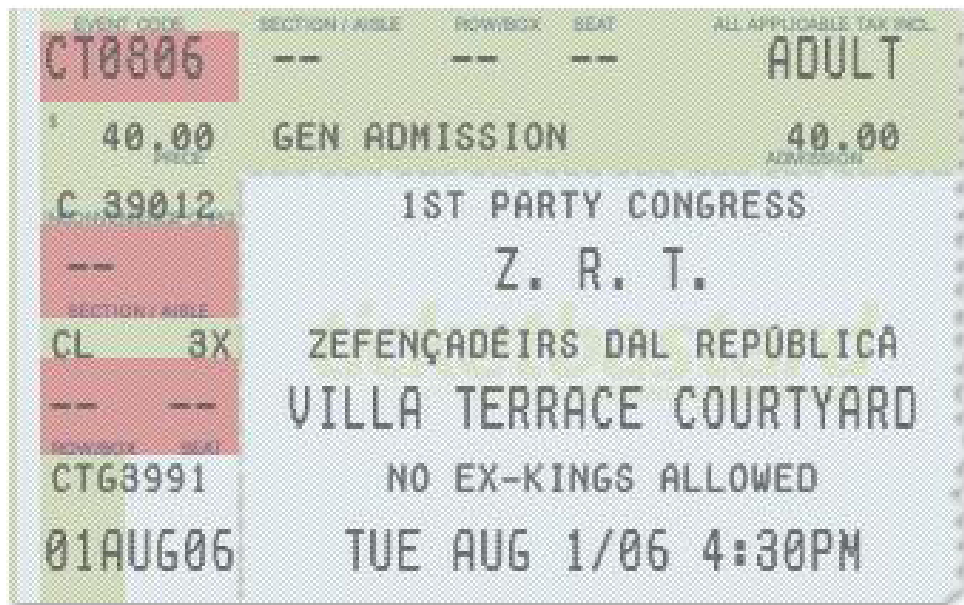 EVENT CODE SECTION / AISLE ROW/BOX SEAT ALL APPLICABLE TAX INCL.
CT0806 -- -- -- ADULT
$ 40.00 GEN ADMISSION 40.00
PRICE ADMISSION
C 39012 1ST PARTY CONGRESS
-- Z. R. T.
SECTION / AISLE
CL 3X ZEFENÇADÉIRS DAL REPÚBLICÂ
-- -- VILLA TERRACE COURTYARD
ROW/BOX SEAT
CTG3991 NO EX-KINGS ALLOWED
01AUG06 TUE AUG 1/06 4:30PM